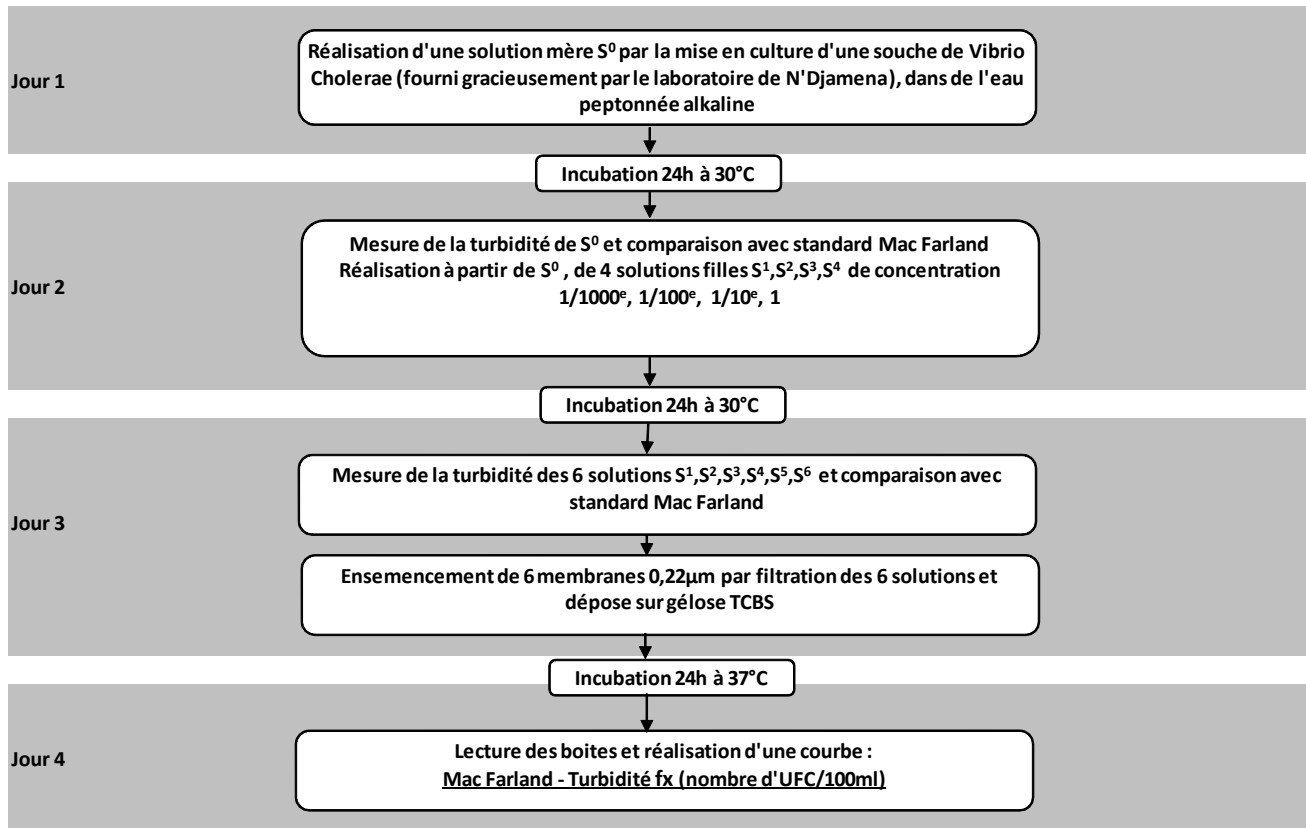 Jour 1
Réalisation d'une solution mère S⁰ par la mise en culture d'une souche de Vibrio
Cholerae (fourni gracieusement par le laboratoire de N'Djamena), dans de l'eau
peptonnée alkaline
Incubation 24h à 30°C
Jour 2
Mesure de la turbidité de S⁰ et comparaison avec standard Mac Farland
Réalisation à partir de S⁰ , de 4 solutions filles S¹,S²,S³,S⁴ de concentration
1/1000ᵉ, 1/100ᵉ, 1/10ᵉ, 1
Incubation 24h à 30°C
Jour 3
Mesure de la turbidité des 6 solutions S¹,S²,S³,S⁴,S⁵,S⁶ et comparaison avec
standard Mac Farland
Ensemencement de 6 membranes 0,22µm par filtration des 6 solutions et
dépose sur gélose TCBS
Incubation 24h à 37°C
Jour 4
Lecture des boites et réalisation d'une courbe :
Mac Farland - Turbidité fx (nombre d'UFC/100ml)